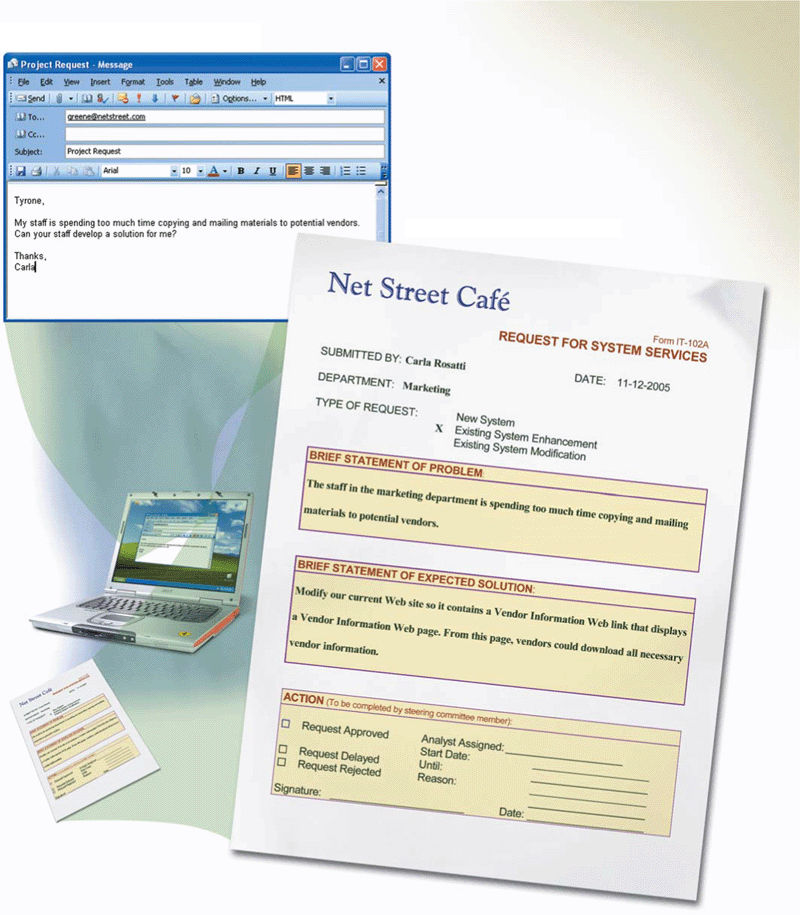 Project Request - Message
File Edit View Insert Format Tools Table Window Help
Send Options... HTML
To... greene@netstreet.com
Cc...
Subject: Project Request
Arial 10 A B I U
Tyrone,
My staff is spending too much time copying and mailing materials to potential vendors.
Can your staff develop a solution for me?
Thanks,
Carla
Net Street Café
Form IT-102A
REQUEST FOR SYSTEM SERVICES
SUBMITTED BY: Carla Rosatti
DATE: 11-12-2005
DEPARTMENT: Marketing
TYPE OF REQUEST:
New System
X Existing System Enhancement
Existing System Modification
BRIEF STATEMENT OF PROBLEM:
The staff in the marketing department is spending too much time copying and mailing
materials to potential vendors.
BRIEF STATEMENT OF EXPECTED SOLUTION:
Modify our current Web site so it contains a Vendor Information Web link that displays
a Vendor Information Web page. From this page, vendors could download all necessary
vendor information.
ACTION (To be completed by steering committee member):
Request Approved
Analyst Assigned:
Start Date:
Request Delayed
Until:
Request Rejected
Reason:
Signature:
Date:
Net Street Café